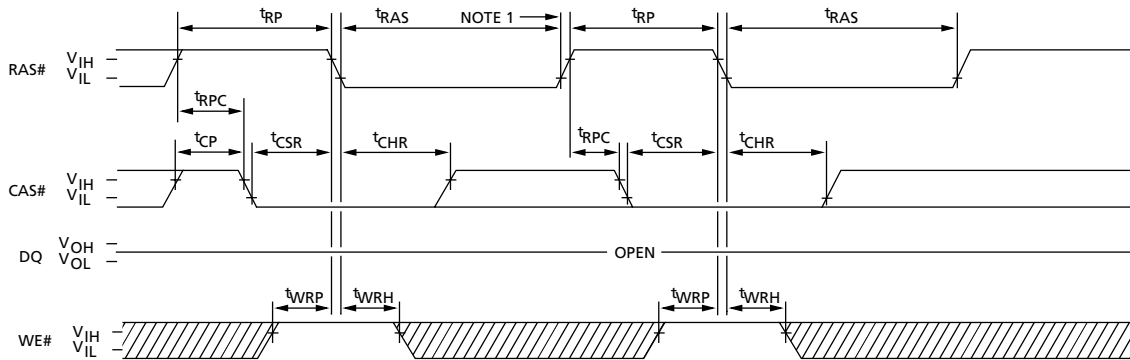 tRP tRAS NOTE 1 tRP tRAS
RAS# VIH
VIL
tRPC
tCP tCSR tCHR tRPC tCSR tCHR
CAS# VIH
VIL
DQ VOH
VOL
OPEN
tWRP tWRH tWRP tWRH
WE# VIH
VIL